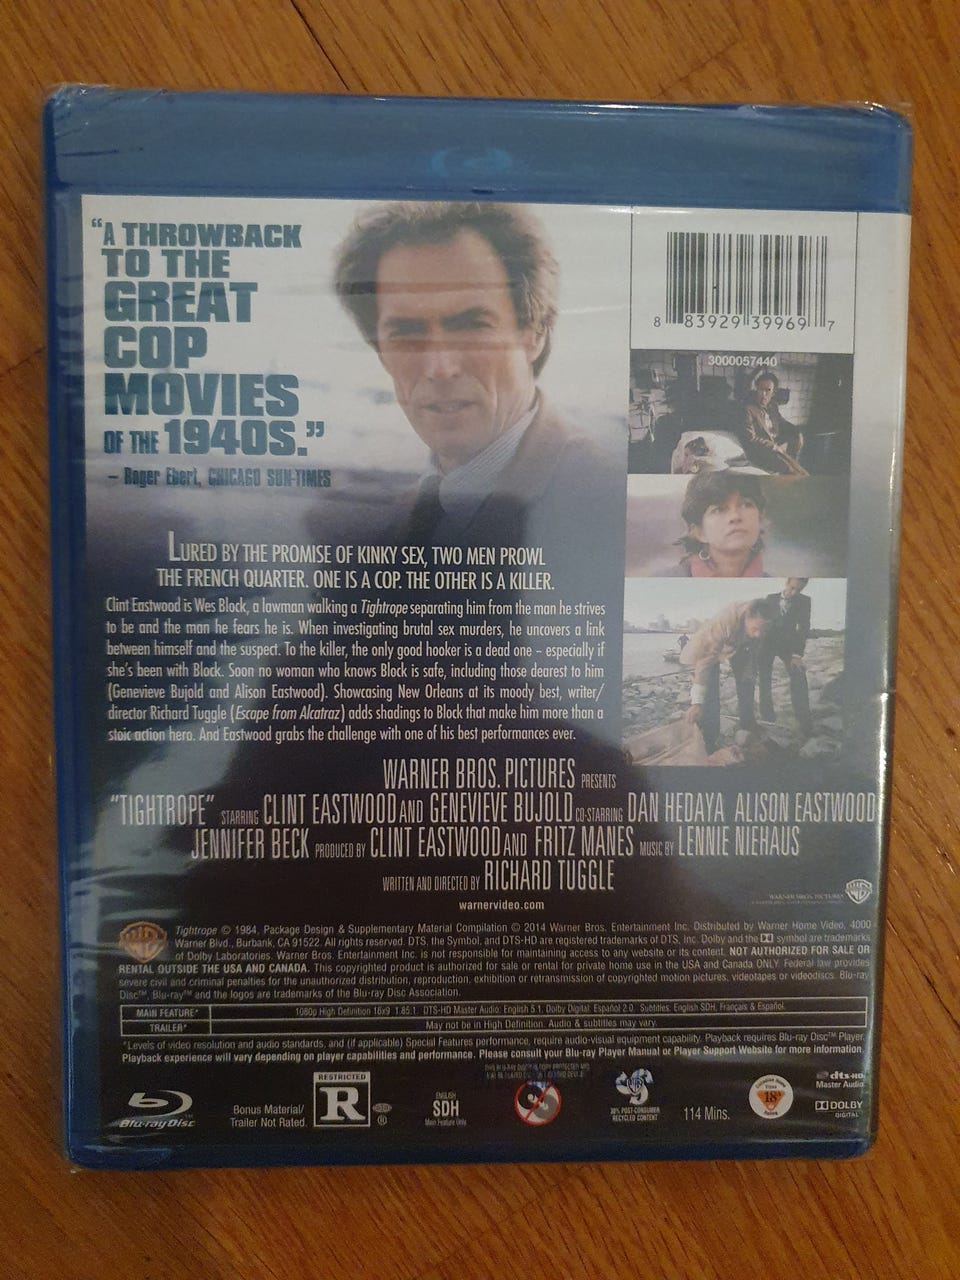 “A THROWBACK
TO THE
GREAT
COP
MOVIES
OF THE 1940S.”
– Roger Ebert, CHICAGO SUN-TIMES
8 83929 39969 7
3000057440
LURED BY THE PROMISE OF KINKY SEX, TWO MEN PROWL
THE FRENCH QUARTER. ONE IS A COP. THE OTHER IS A KILLER.
Clint Eastwood is Wes Block, a lawman walking a Tightrope separating him from the man he strives
to be and the man he fears he is. When investigating brutal sex murders, he uncovers a link
between himself and the suspect. To the killer, the only good hooker is a dead one – especially if
she's been with Block. Soon no woman who knows Block is safe, including those dearest to him
(Genevieve Bujold and Alison Eastwood). Showcasing New Orleans at its moody best, writer/
director Richard Tuggle (Escape from Alcatraz) adds shadings to Block that make him more than a
stoic action hero. And Eastwood grabs the challenge with one of his best performances ever.
WARNER BROS. PICTURES PRESENTS
“TIGHTROPE” STARRING CLINT EASTWOOD AND GENEVIEVE BUJOLD CO-STARRING DAN HEDAYA ALISON EASTWOOD
JENNIFER BECK PRODUCED BY CLINT EASTWOOD AND FRITZ MANES MUSIC BY LENNIE NIEHAUS
WRITTEN AND DIRECTED BY RICHARD TUGGLE
warnervideo.com
WARNER BROS. PICTURES
Tightrope © 1984, Package Design & Supplementary Material Compilation © 2014 Warner Bros. Entertainment Inc. Distributed by Warner Home Video, 4000
Warner Blvd., Burbank, CA 91522. All rights reserved. DTS, the Symbol, and DTS-HD are registered trademarks of DTS, Inc. Dolby and the symbol are trademarks
of Dolby Laboratories. Warner Bros. Entertainment Inc. is not responsible for maintaining access to any website or its content. NOT AUTHORIZED FOR SALE OR
RENTAL OUTSIDE THE USA AND CANADA. This copyrighted product is authorized for sale or rental for private home use in the USA and Canada ONLY. Federal law provides
severe civil and criminal penalties for the unauthorized distribution, reproduction, exhibition or retransmission of copyrighted motion pictures, videotapes or videodiscs. Blu-ray
Disc™, Blu-ray™ and the logos are trademarks of the Blu-ray Disc Association.
MAIN FEATURE* 1080p High Definition 16x9 1.85:1 DTS-HD Master Audio: English 5.1, Dolby Digital: Español 2.0. Subtitles: English SDH, Français & Español.
TRAILER* May not be in High Definition. Audio & subtitles may vary.
*Levels of video resolution and audio standards, and (if applicable) Special Features performance, require audio-visual equipment capability. Playback requires Blu-ray Disc™ Player.
Playback experience will vary depending on player capabilities and performance. Please consult your Blu-ray Player Manual or Player Support Website for more information.
Blu-ray Disc™
Bonus Material/
Trailer Not Rated.
RESTRICTED
R
®
ENGLISH
SDH
Main Feature Only
30% POST-CONSUMER
RECYCLED CONTENT
114 Mins.
18A
dts-HD
Master Audio
DOLBY
DIGITAL